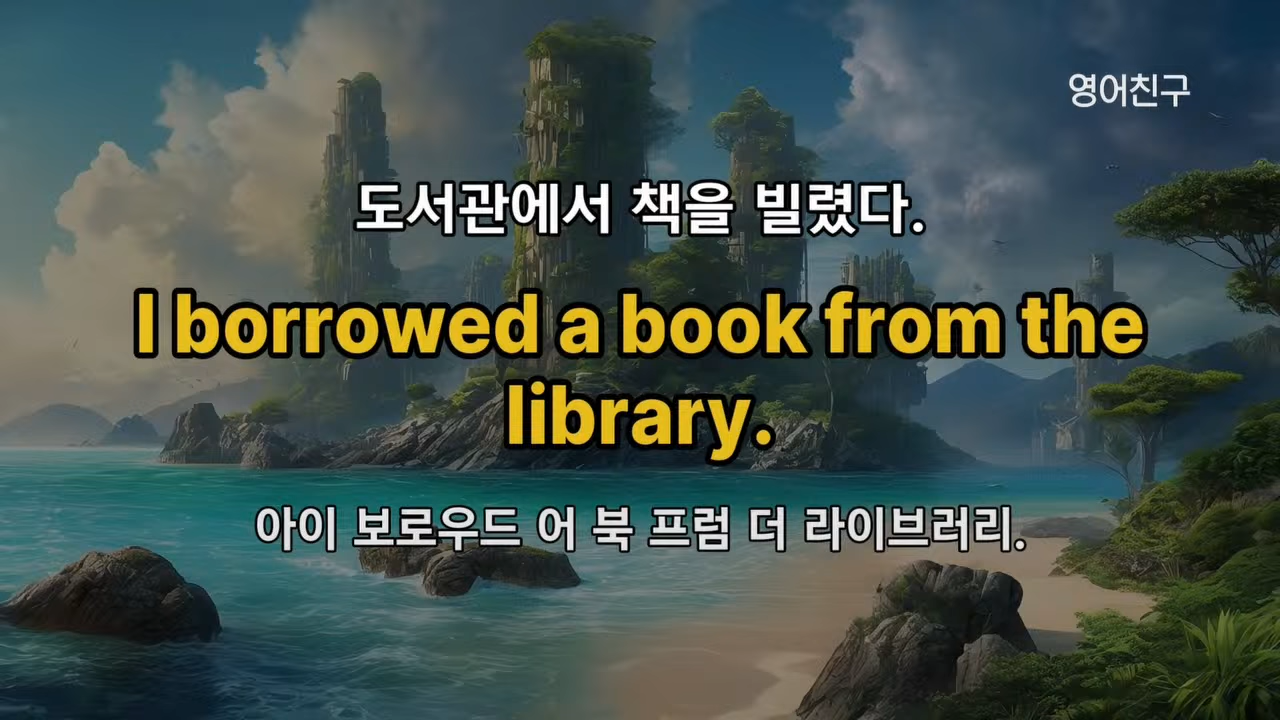 영어친구
도서관에서 책을 빌렸다.
I borrowed a book from the
library.
아이 보로우드 어 북 프럼 더 라이브러리.